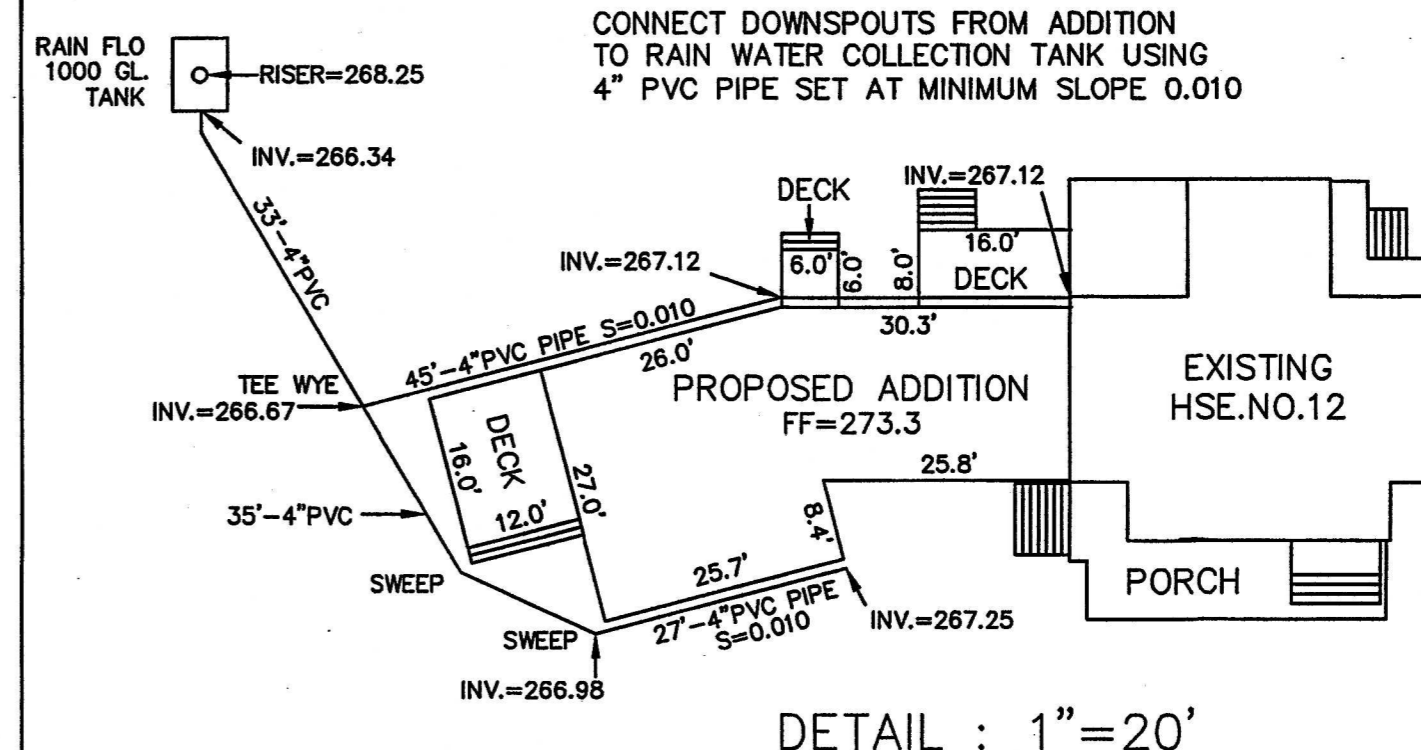 CONNECT DOWNSPOUTS FROM ADDITION
TO RAIN WATER COLLECTION TANK USING
4" PVC PIPE SET AT MINIMUM SLOPE 0.010
RAIN FLO
1000 GL.
TANK
RISER=268.25
INV.=266.34
33'-4"PVC
DECK
INV.=267.12
6.0'
6.0'
8.0'
16.0'
DECK
INV.=267.12
30.3'
45'-4"PVC PIPE S=0.010
26.0'
TEE WYE
INV.=266.67
PROPOSED ADDITION
FF=273.3
EXISTING
HSE.NO.12
DECK
16.0'
12.0'
27.0'
25.8'
8.4'
35'-4"PVC
SWEEP
25.7'
27'-4"PVC PIPE
S=0.010
INV.=267.25
PORCH
SWEEP
INV.=266.98
DETAIL : 1"=20'